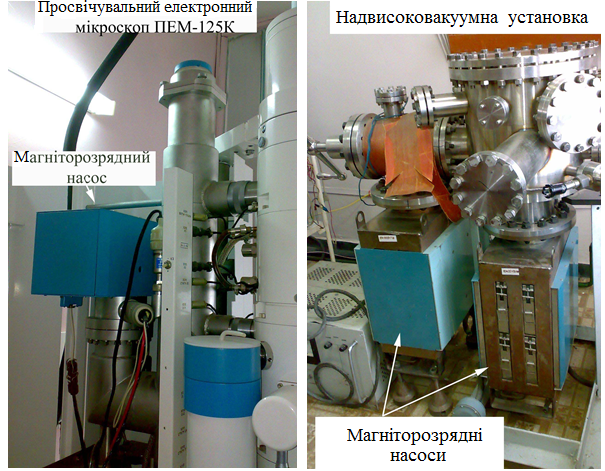 Просвічувальний електронний
мікроскоп ПЕМ-125К
Магніторозрядний
насос
Надвисоковакуумна установка
Магніторозрядні
насоси